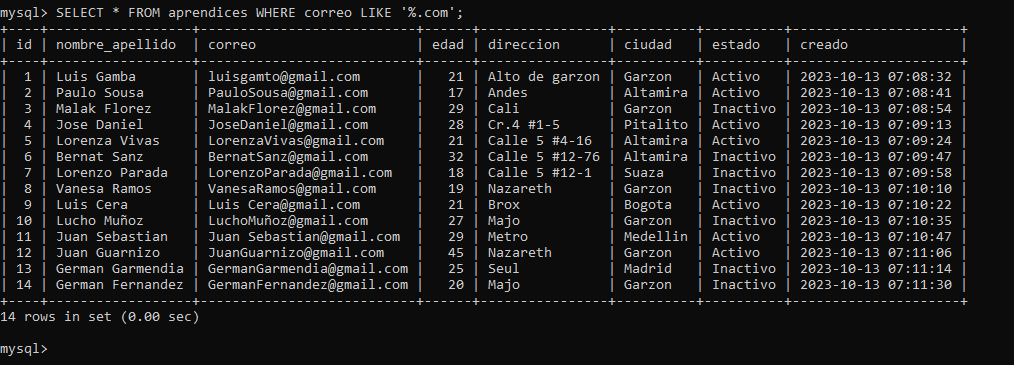 mysql> SELECT * FROM aprendices WHERE correo LIKE '%.com';
+----+------------------+---------------------------+------+----------------+----------+----------+---------------------+
| id | nombre_apellido  | correo                    | edad | direccion      | ciudad   | estado   | creado              |
+----+------------------+---------------------------+------+----------------+----------+----------+---------------------+
|  1 | Luis Gamba       | luisgamto@gmail.com       |   21 | Alto de garzon | Garzon   | Activo   | 2023-10-13 07:08:32 |
|  2 | Paulo Sousa      | PauloSousa@gmail.com      |   17 | Andes          | Altamira | Activo   | 2023-10-13 07:08:41 |
|  3 | Malak Florez     | MalakFlorez@gmail.com     |   29 | Cali           | Garzon   | Inactivo | 2023-10-13 07:08:54 |
|  4 | Jose Daniel      | JoseDaniel@gmail.com      |   28 | Cr.4 #1-5      | Pitalito | Activo   | 2023-10-13 07:09:13 |
|  5 | Lorenza Vivas    | LorenzaVivas@gmail.com    |   21 | Calle 5 #4-16  | Altamira | Activo   | 2023-10-13 07:09:24 |
|  6 | Bernat Sanz      | BernatSanz@gmail.com      |   32 | Calle 5 #12-76 | Altamira | Inactivo | 2023-10-13 07:09:47 |
|  7 | Lorenzo Parada   | LorenzoParada@gmail.com   |   18 | Calle 5 #12-1  | Suaza    | Inactivo | 2023-10-13 07:09:58 |
|  8 | Vanesa Ramos     | VanesaRamos@gmail.com     |   19 | Nazareth       | Garzon   | Inactivo | 2023-10-13 07:10:10 |
|  9 | Luis Cera        | Luis Cera@gmail.com       |   21 | Brox           | Bogota   | Activo   | 2023-10-13 07:10:22 |
| 10 | Lucho Muñoz      | LuchoMuñoz@gmail.com      |   27 | Majo           | Garzon   | Inactivo | 2023-10-13 07:10:35 |
| 11 | Juan Sebastian   | Juan Sebastian@gmail.com  |   29 | Metro          | Medellin | Activo   | 2023-10-13 07:10:47 |
| 12 | Juan Guarnizo    | JuanGuarnizo@gmail.com    |   45 | Nazareth       | Garzon   | Activo   | 2023-10-13 07:11:06 |
| 13 | German Garmendia | GermanGarmendia@gmail.com |   25 | Seul           | Madrid   | Inactivo | 2023-10-13 07:11:14 |
| 14 | German Fernandez | GermanFernandez@gmail.com |   20 | Majo           | Garzon   | Inactivo | 2023-10-13 07:11:30 |
+----+------------------+---------------------------+------+----------------+----------+----------+---------------------+
14 rows in set (0.00 sec)
mysql>